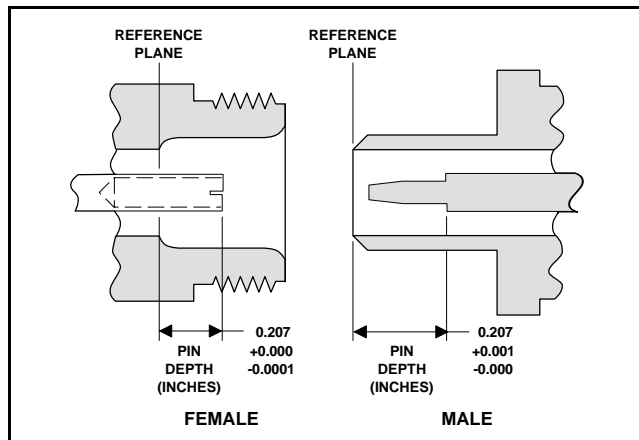 REFERENCE
PLANE
REFERENCE
PLANE
PIN
DEPTH
(INCHES)
0.207
+0.000
-0.0001
PIN
DEPTH
(INCHES)
0.207
+0.001
-0.000
FEMALE
MALE